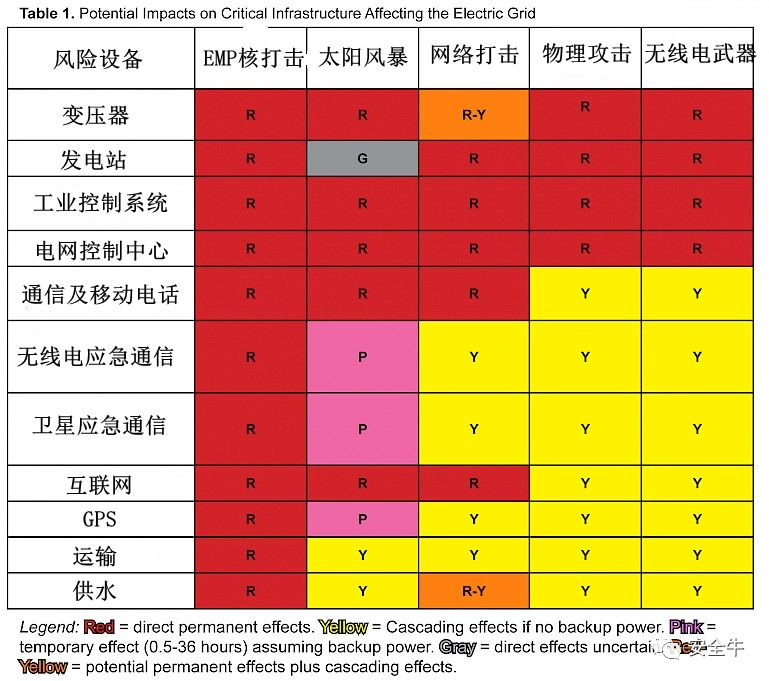 Table 1. Potential Impacts on Critical Infrastructure Affecting the Electric Grid
风险设备 EMP核打击 太阳风暴 网络打击 物理攻击 无线电武器
变压器 R R R-Y R R
发电站 R G R R R
工业控制系统 R R R R R
电网控制中心 R R R R R
通信及移动电话 R R R Y Y
无线电应急通信 R P Y Y Y
卫星应急通信 R P Y Y Y
互联网 R R R Y Y
GPS R P Y Y Y
运输 R Y Y Y Y
供水 R Y R-Y Y Y
Legend: Red = direct permanent effects. Yellow = Cascading effects if no backup power. Pink =
temporary effect (0.5-36 hours) assuming backup power. Gray = direct effects uncertain. Red-
Yellow = potential permanent effects plus cascading effects.
安全牛